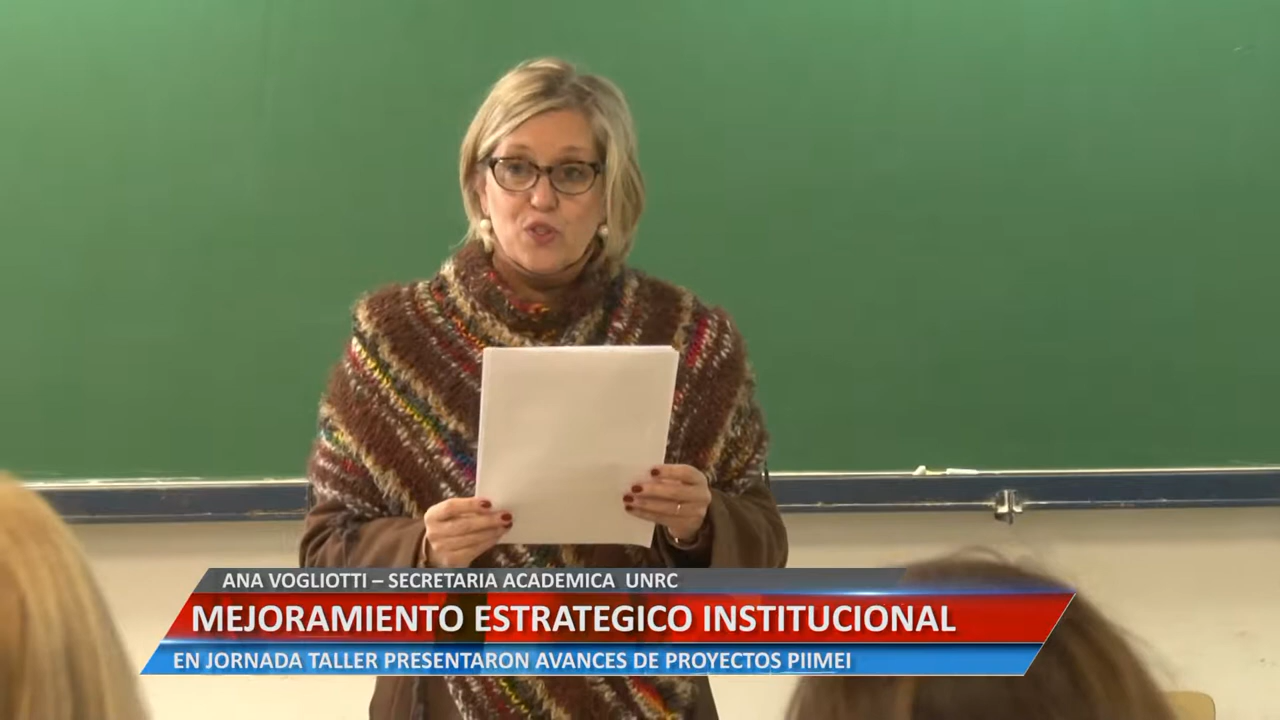 ANA VOGLIOTTI – SECRETARIA ACADEMICA UNRC
MEJORAMIENTO ESTRATEGICO INSTITUCIONAL
EN JORNADA TALLER PRESENTARON AVANCES DE PROYECTOS PIIMEI